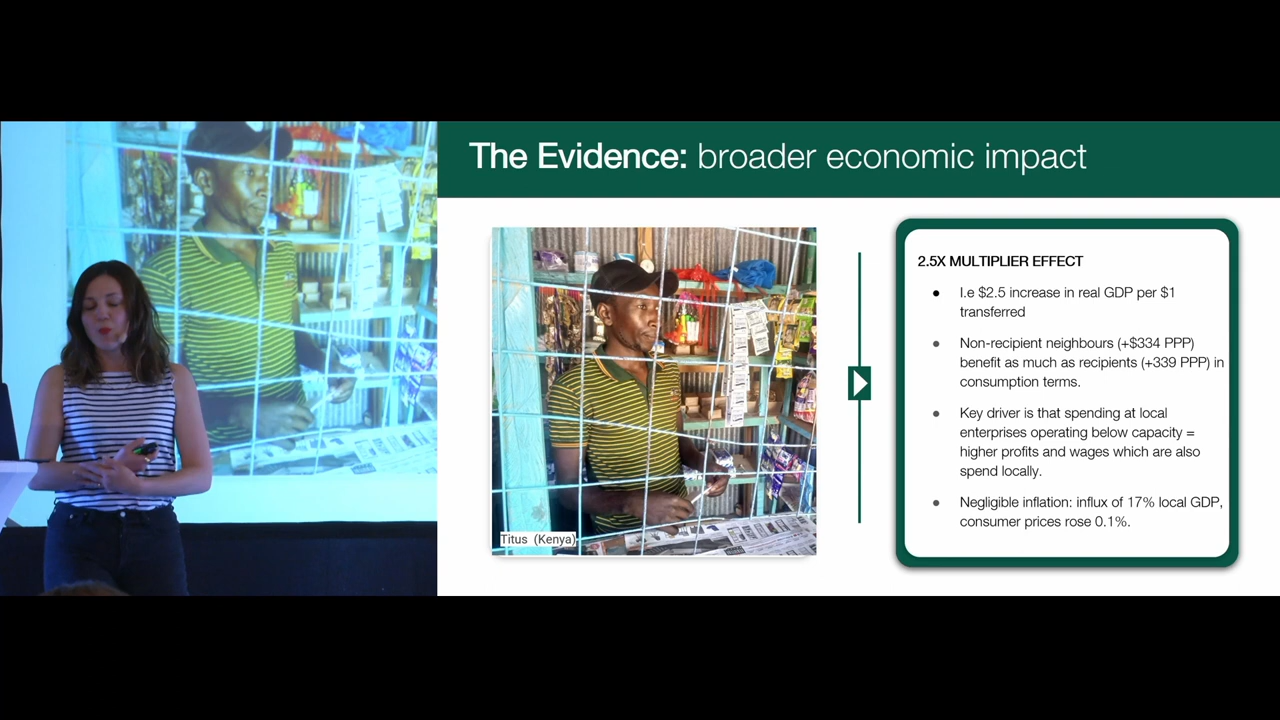 The Evidence: broader economic impact
Titus (Kenya)
2.5X MULTIPLIER EFFECT
● I.e $2.5 increase in real GDP per $1
transferred
● Non-recipient neighbours (+$334 PPP)
benefit as much as recipients (+339 PPP) in
consumption terms.
● Key driver is that spending at local
enterprises operating below capacity =
higher profits and wages which are also
spend locally.
● Negligible inflation: influx of 17% local GDP,
consumer prices rose 0.1%.